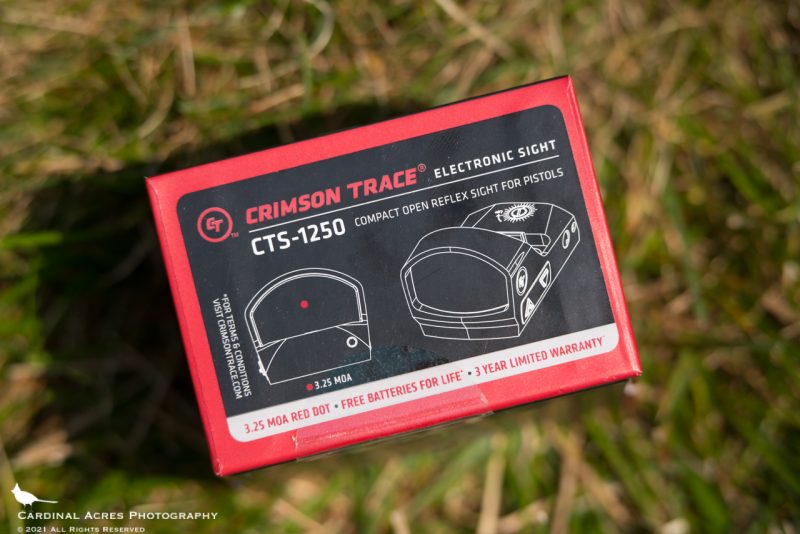 CRIMSON TRACE® ELECTRONIC SIGHT
CT™
CTS-1250 COMPACT OPEN REFLEX SIGHT FOR PISTOLS
*FOR TERMS & CONDITIONS
VISIT CRIMSONTRACE.COM
3.25 MOA
3.25 MOA RED DOT • FREE BATTERIES FOR LIFE* • 3 YEAR LIMITED WARRANTY
CARDINAL ACRES PHOTOGRAPHY
© 2021 ALL RIGHTS RESERVED